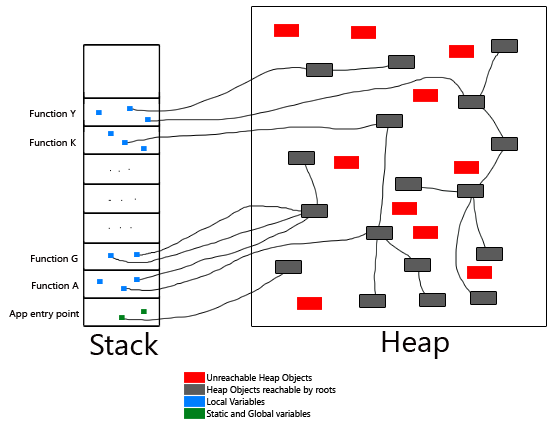 Function Y
Function K
. . .
. . .
. . .
Function G
Function A
App entry point
Stack
Heap
Unreachable Heap Objects
Heap Objects reachable by roots
Local Variables
Static and Global variables